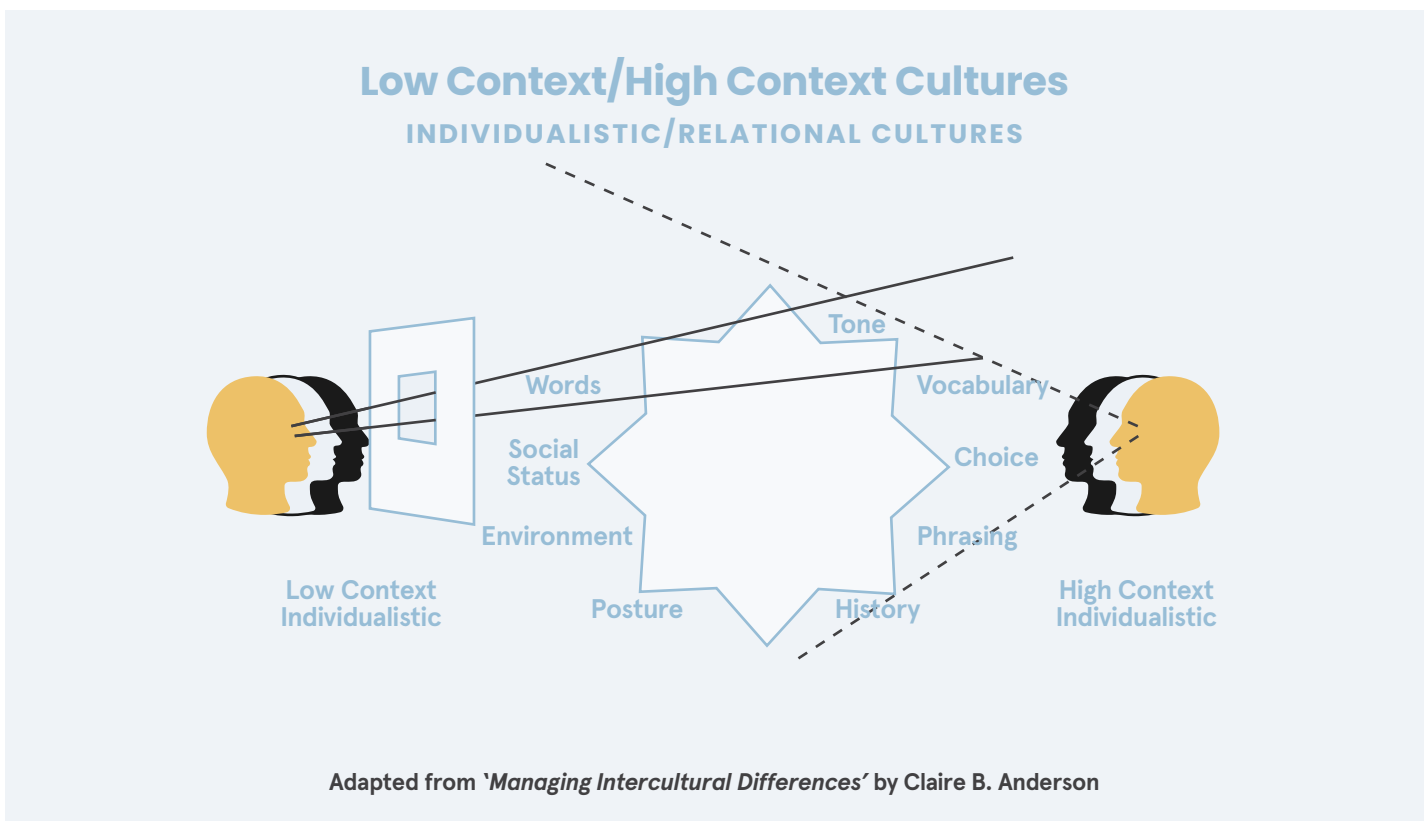 Low Context/High Context Cultures
INDIVIDUALISTIC/RELATIONAL CULTURES
Tone
Words
Vocabulary
Social
Status
Choice
Environment
Phrasing
Posture
History
Low Context
Individualistic
High Context
Individualistic
Adapted from ‘Managing Intercultural Differences’ by Claire B. Anderson